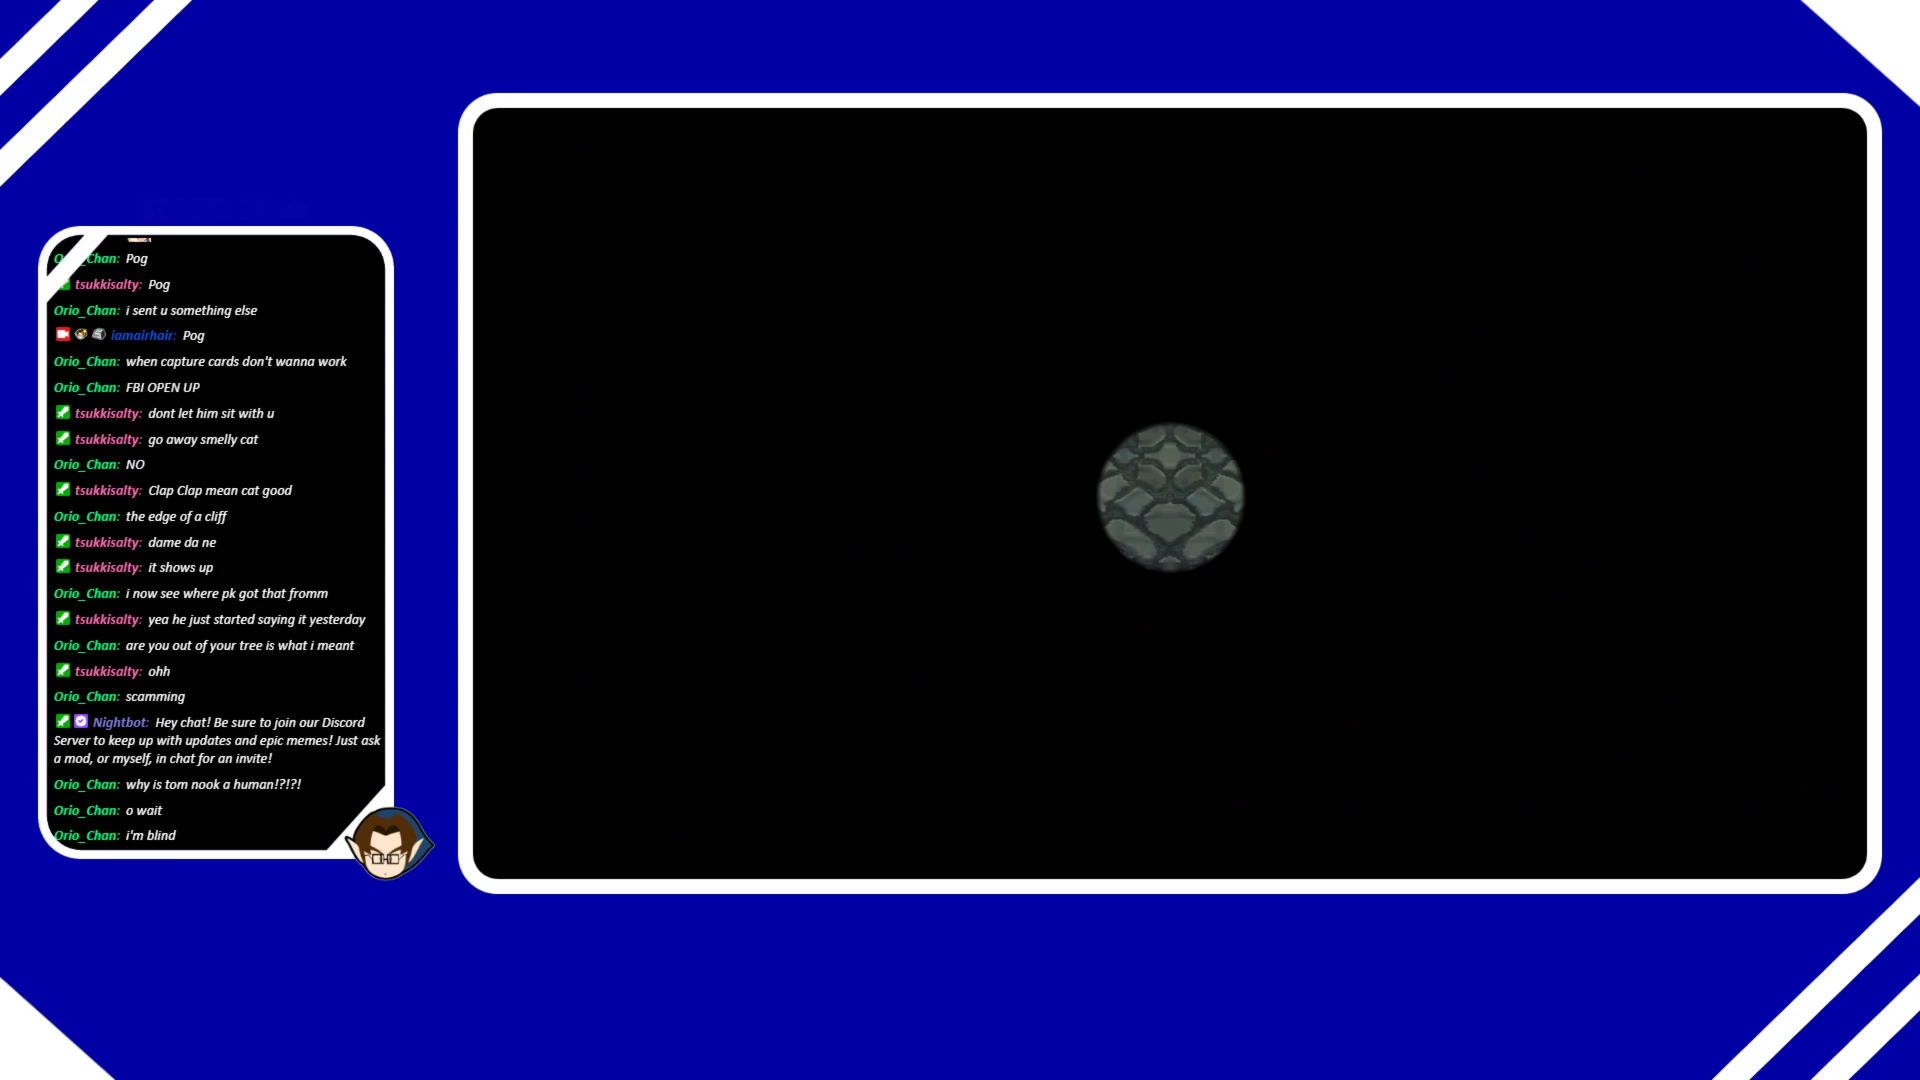 Chan: Pog
tsukkisalty: Pog
Orio_Chan: i sent u something else
iamairhair: Pog
Orio_Chan: when capture cards don't wanna work
Orio_Chan: FBI OPEN UP
tsukkisalty: dont let him sit with u
tsukkisalty: go away smelly cat
Orio_Chan: NO
tsukkisalty: Clap Clap mean cat good
Orio_Chan: the edge of a cliff
tsukkisalty: dame da ne
tsukkisalty: it shows up
Orio_Chan: i now see where pk got that fromm
tsukkisalty: yea he just started saying it yesterday
Orio_Chan: are you out of your tree is what i meant
tsukkisalty: ohh
Orio_Chan: scamming
Nightbot: Hey chat! Be sure to join our Discord
Server to keep up with updates and epic memes! Just ask
a mod, or myself, in chat for an invite!
Orio_Chan: why is tom nook a human!?!?!
Orio_Chan: o wait
Orio_Chan: i'm blind